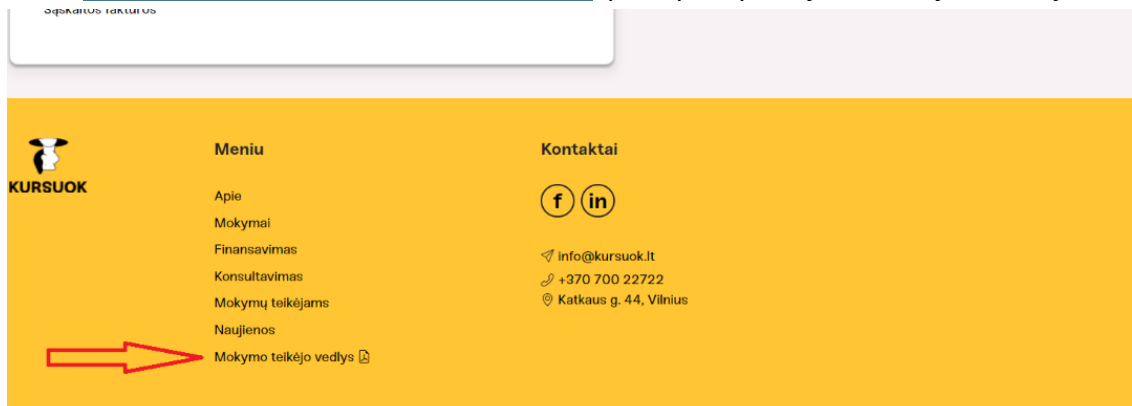 Sąskaitos faktūros
KURSUOK
Meniu
Apie
Mokymai
Finansavimas
Konsultavimas
Mokymų teikėjams
Naujienos
Mokymo teikėjo vedlys
Kontaktai
f in
info@kursuok.lt
+370 700 22722
Katkaus g. 44, Vilnius